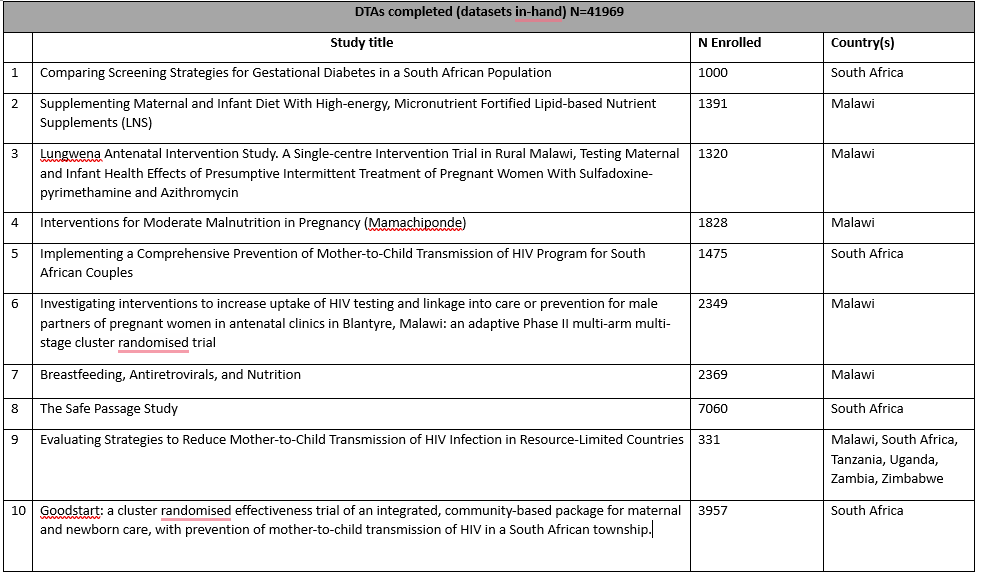 DTAs completed (datasets in-hand) N=41969
Study title N Enrolled Country(s)
1 Comparing Screening Strategies for Gestational Diabetes in a South African Population 1000 South Africa
2 Supplementing Maternal and Infant Diet With High-energy, Micronutrient Fortified Lipid-based Nutrient 1391 Malawi
Supplements (LNS)
3 Lungwena Antenatal Intervention Study. A Single-centre Intervention Trial in Rural Malawi, Testing Maternal 1320 Malawi
and Infant Health Effects of Presumptive Intermittent Treatment of Pregnant Women With Sulfadoxine-
pyrimethamine and Azithromycin
4 Interventions for Moderate Malnutrition in Pregnancy (Mamachiponde) 1828 Malawi
5 Implementing a Comprehensive Prevention of Mother-to-Child Transmission of HIV Program for South 1475 South Africa
African Couples
6 Investigating interventions to increase uptake of HIV testing and linkage into care or prevention for male 2349 Malawi
partners of pregnant women in antenatal clinics in Blantyre, Malawi: an adaptive Phase II multi-arm multi-
stage cluster randomised trial
7 Breastfeeding, Antiretrovirals, and Nutrition 2369 Malawi
8 The Safe Passage Study 7060 South Africa
9 Evaluating Strategies to Reduce Mother-to-Child Transmission of HIV Infection in Resource-Limited Countries 331 Malawi, South Africa,
Tanzania, Uganda,
Zambia, Zimbabwe
10 Goodstart: a cluster randomised effectiveness trial of an integrated, community-based package for maternal 3957 South Africa
and newborn care, with prevention of mother-to-child transmission of HIV in a South African township.